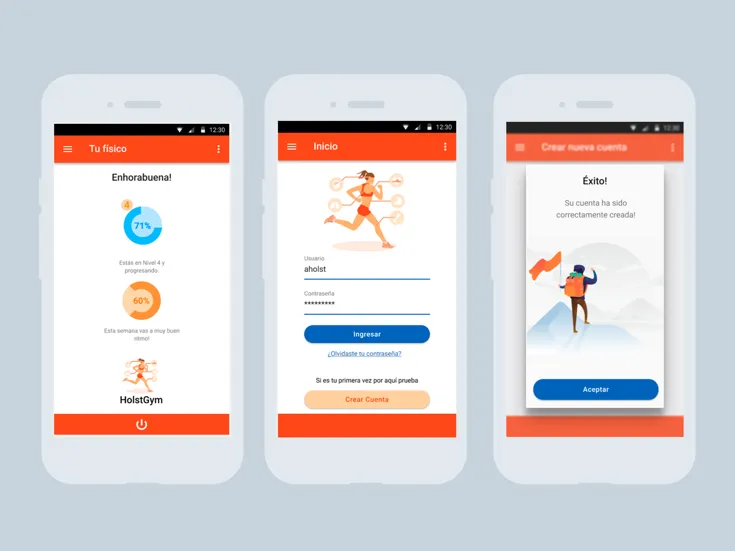 12:30
Tu físico
Enhorabuena!
4
71%
Estás en Nivel 4 y
progresando.
60%
Esta semana vas a muy buen
ritmo!
HolstGym
12:30
Inicio
Usuario
aholst
Contraseña
*********
Ingresar
¿Olvidaste tu contraseña?
Si es tu primera vez por aquí prueba
Crear Cuenta
12:30
Crear nueva cuenta
Éxito!
Su cuenta ha sido
correctamente creada!
Aceptar